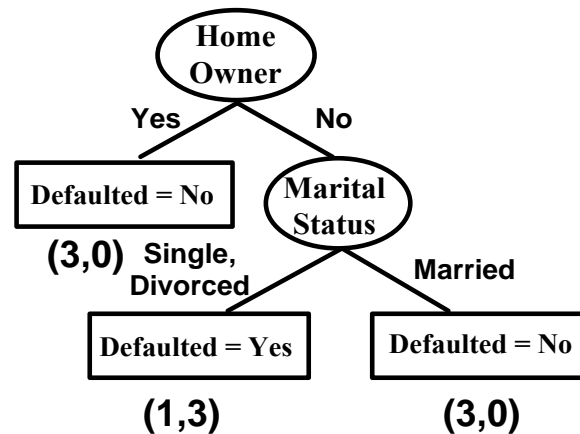 Home
Owner
Yes
No
Defaulted = No
Marital
Status
(3,0)
Single,
Divorced
Married
Defaulted = Yes
Defaulted = No
(1,3)
(3,0)